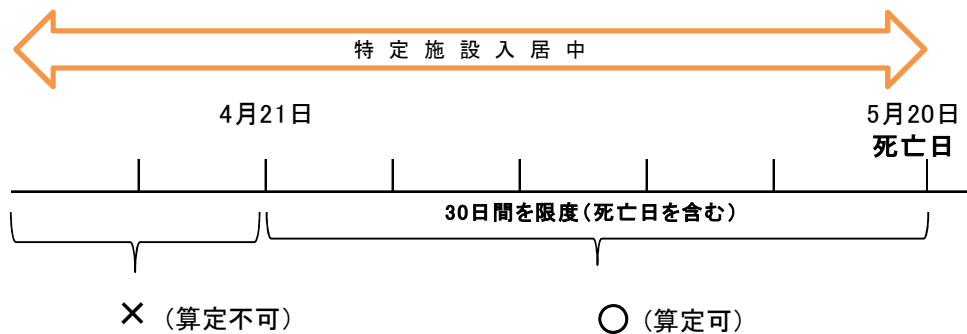 特定施設入居中
4月21日
5月20日
死亡日
30日間を限度（死亡日を含む）
×（算定不可）
○（算定可）